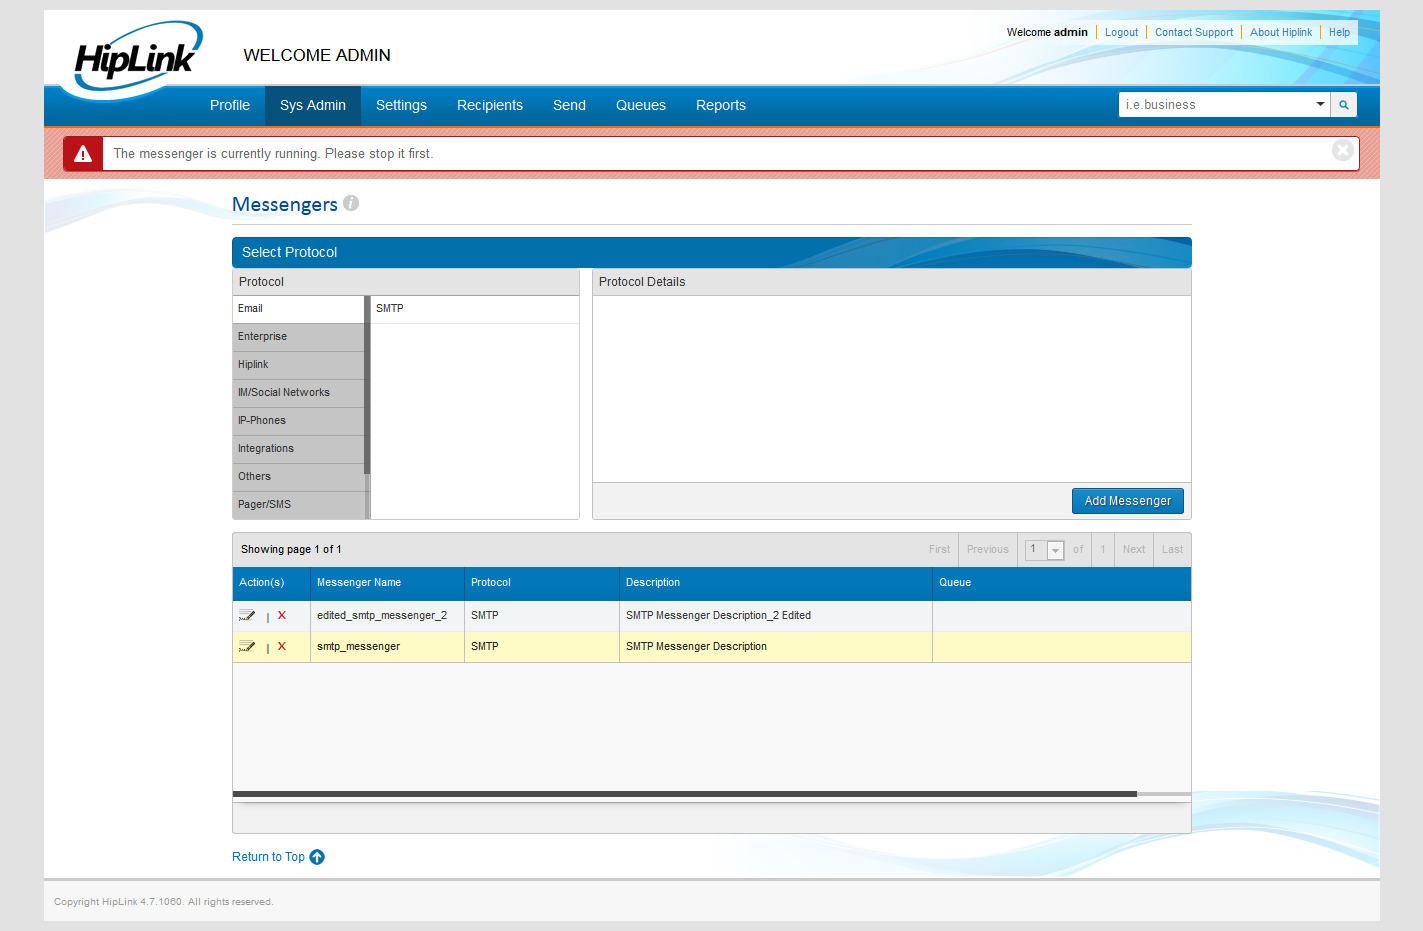 HipLink
WELCOME ADMIN
Welcome admin Logout Contact Support About Hiplink Help
Profile Sys Admin Settings Recipients Send Queues Reports
i.e.business
The messenger is currently running. Please stop it first.
Messengers
Select Protocol
Protocol
Protocol Details
Email
SMTP
Enterprise
Hiplink
IM/Social Networks
IP-Phones
Integrations
Others
Pager/SMS
Add Messenger
Showing page 1 of 1
First Previous 1 of 1 Next Last
Action(s) Messenger Name Protocol Description Queue
| X edited_smtp_messenger_2 SMTP SMTP Messenger Description_2 Edited
| X smtp_messenger SMTP SMTP Messenger Description
Return to Top
Copyright HipLink 4.7.1060. All rights reserved.